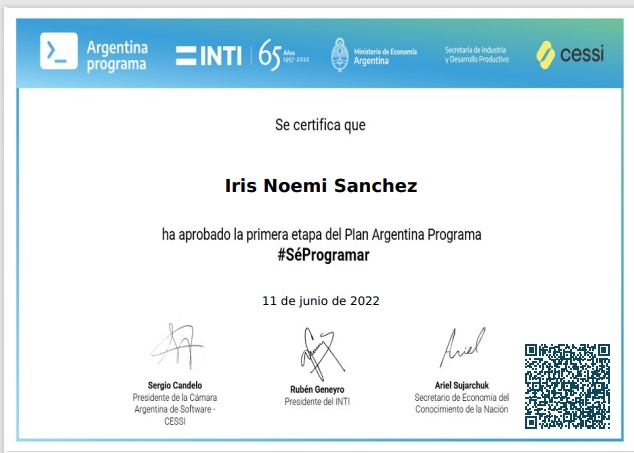 Argentina
programa
INTI
65 Años
1957-2022
Ministerio de Economía
Argentina
Secretaría de Industria
y Desarrollo Productivo
cessi
Se certifica que
Iris Noemi Sanchez
ha aprobado la primera etapa del Plan Argentina Programa
#SéProgramar
11 de junio de 2022
Ariel
Sergio Candelo
Presidente de la Cámara
Argentina de Software -
CESSI
Rubén Geneyro
Presidente del INTI
Ariel Sujarchuk
Secretario de Economía del
Conocimiento de la Nación